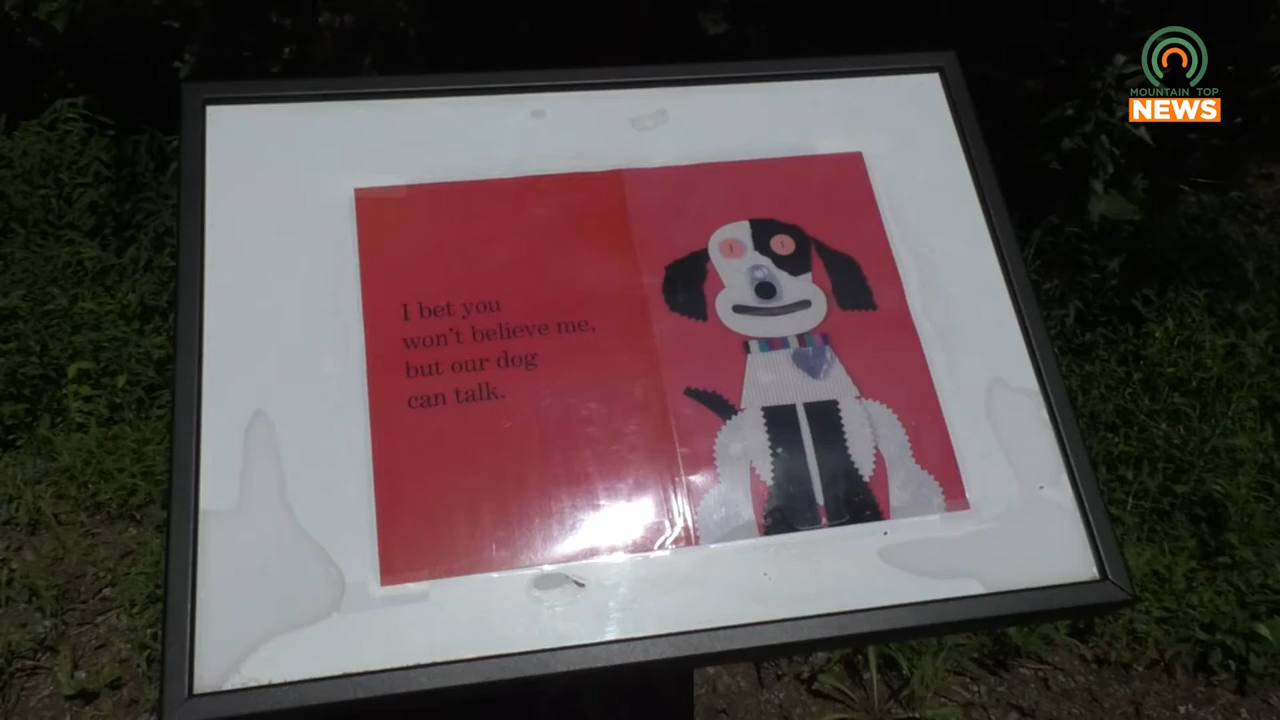 MOUNTAIN TOP
NEWS
I bet you
won't believe me,
but our dog
can talk.